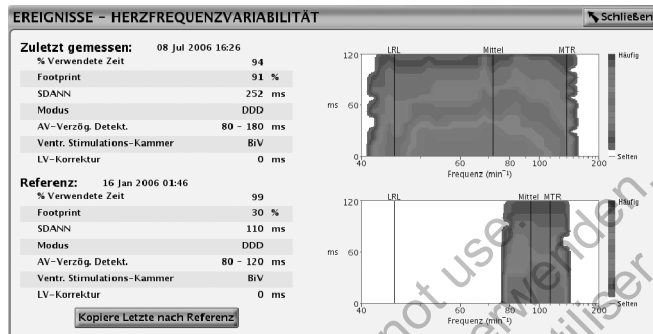 EREIGNISSE – HERZFREQUENZVARIABILITÄT
Schließen
Zuletzt gemessen: 08 Jul 2006 16:26
% Verwendete Zeit 94
Footprint 91 %
SDANN 252 ms
Modus DDD
AV-Verzög. Detekt. 80 - 180 ms
Ventr. Stimulations-Kammer BiV
LV-Korrektur 0 ms
Referenz: 16 Jan 2006 01:46
% Verwendete Zeit 99
Footprint 30 %
SDANN 110 ms
Modus DDD
AV-Verzög. Detekt. 80 - 120 ms
Ventr. Stimulations-Kammer BiV
LV-Korrektur 0 ms
Kopiere Letzte nach Referenz
LRL Mittel MTR
120
ms 60
0
40 60 80 100 200
Frequenz (min⁻¹)
Häufig
Selten
LRL Mittel MTR
120
ms 60
0
40 60 80 100 200
Frequenz (min⁻¹)
Häufig
Selten
not use.
verwenden.
utiliser